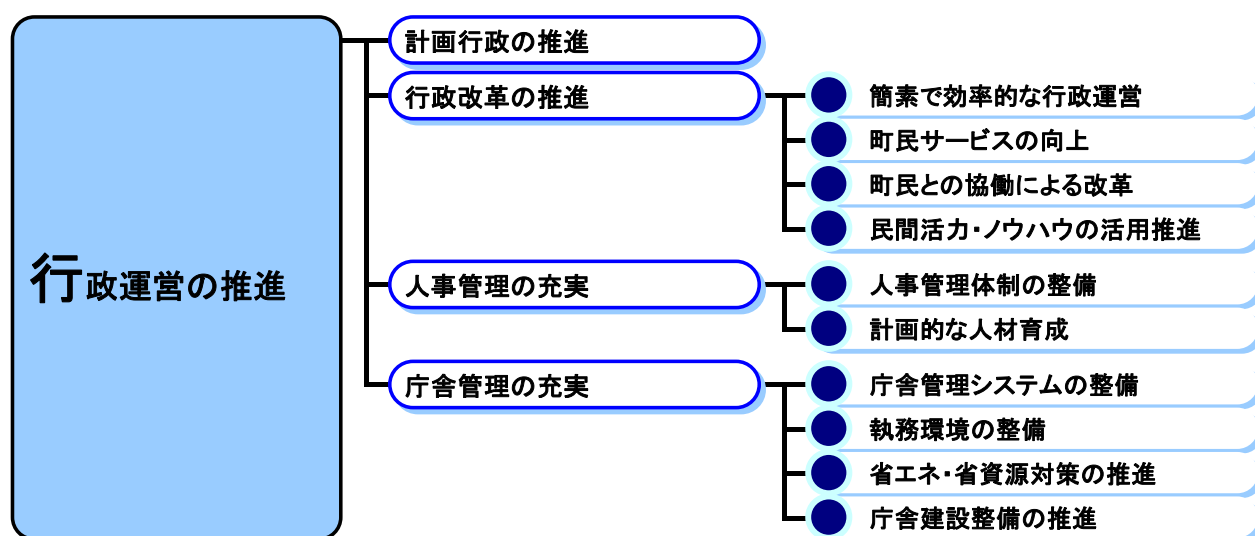 行政運営の推進
計画行政の推進
行政改革の推進
簡素で効率的な行政運営
町民サービスの向上
町民との協働による改革
民間活力・ノウハウの活用推進
人事管理の充実
人事管理体制の整備
計画的な人材育成
庁舎管理の充実
庁舎管理システムの整備
執務環境の整備
省エネ・省資源対策の推進
庁舎建設整備の推進